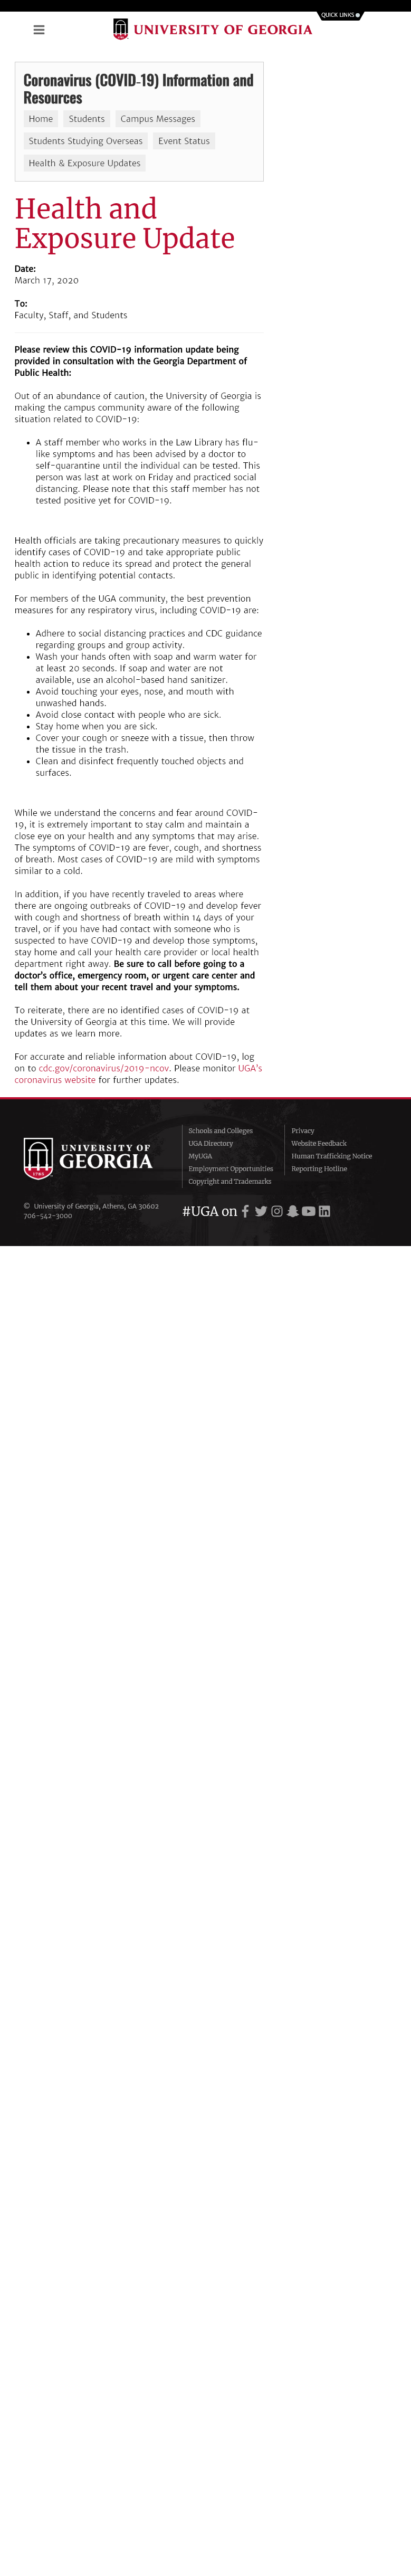 QUICK LINKS
UNIVERSITY OF GEORGIA
Coronavirus (COVID-19) Information and
Resources
Home Students Campus Messages
Students Studying Overseas Event Status
Health & Exposure Updates
Health and
Exposure Update
Date:
March 17, 2020
To:
Faculty, Staff, and Students
Please review this COVID-19 information update being
provided in consultation with the Georgia Department of
Public Health:
Out of an abundance of caution, the University of Georgia is
making the campus community aware of the following
situation related to COVID-19:
• A staff member who works in the Law Library has flu-
like symptoms and has been advised by a doctor to
self-quarantine until the individual can be tested. This
person was last at work on Friday and practiced social
distancing. Please note that this staff member has not
tested positive yet for COVID-19.
Health officials are taking precautionary measures to quickly
identify cases of COVID-19 and take appropriate public
health action to reduce its spread and protect the general
public in identifying potential contacts.
For members of the UGA community, the best prevention
measures for any respiratory virus, including COVID-19 are:
• Adhere to social distancing practices and CDC guidance
regarding groups and group activity.
• Wash your hands often with soap and warm water for
at least 20 seconds. If soap and water are not
available, use an alcohol-based hand sanitizer.
• Avoid touching your eyes, nose, and mouth with
unwashed hands.
• Avoid close contact with people who are sick.
• Stay home when you are sick.
• Cover your cough or sneeze with a tissue, then throw
the tissue in the trash.
• Clean and disinfect frequently touched objects and
surfaces.
While we understand the concerns and fear around COVID-
19, it is extremely important to stay calm and maintain a
close eye on your health and any symptoms that may arise.
The symptoms of COVID-19 are fever, cough, and shortness
of breath. Most cases of COVID-19 are mild with symptoms
similar to a cold.
In addition, if you have recently traveled to areas where
there are ongoing outbreaks of COVID-19 and develop fever
with cough and shortness of breath within 14 days of your
travel, or if you have had contact with someone who is
suspected to have COVID-19 and develop those symptoms,
stay home and call your health care provider or local health
department right away. Be sure to call before going to a
doctor's office, emergency room, or urgent care center and
tell them about your recent travel and your symptoms.
To reiterate, there are no identified cases of COVID-19 at
the University of Georgia at this time. We will provide
updates as we learn more.
For accurate and reliable information about COVID-19, log
on to cdc.gov/coronavirus/2019-ncov. Please monitor UGA's
coronavirus website for further updates.
UNIVERSITY OF
GEORGIA
1785
© University of Georgia, Athens, GA 30602
706-542-3000
Schools and Colleges
UGA Directory
MyUGA
Employment Opportunities
Copyright and Trademarks
Privacy
Website Feedback
Human Trafficking Notice
Reporting Hotline
#UGA on